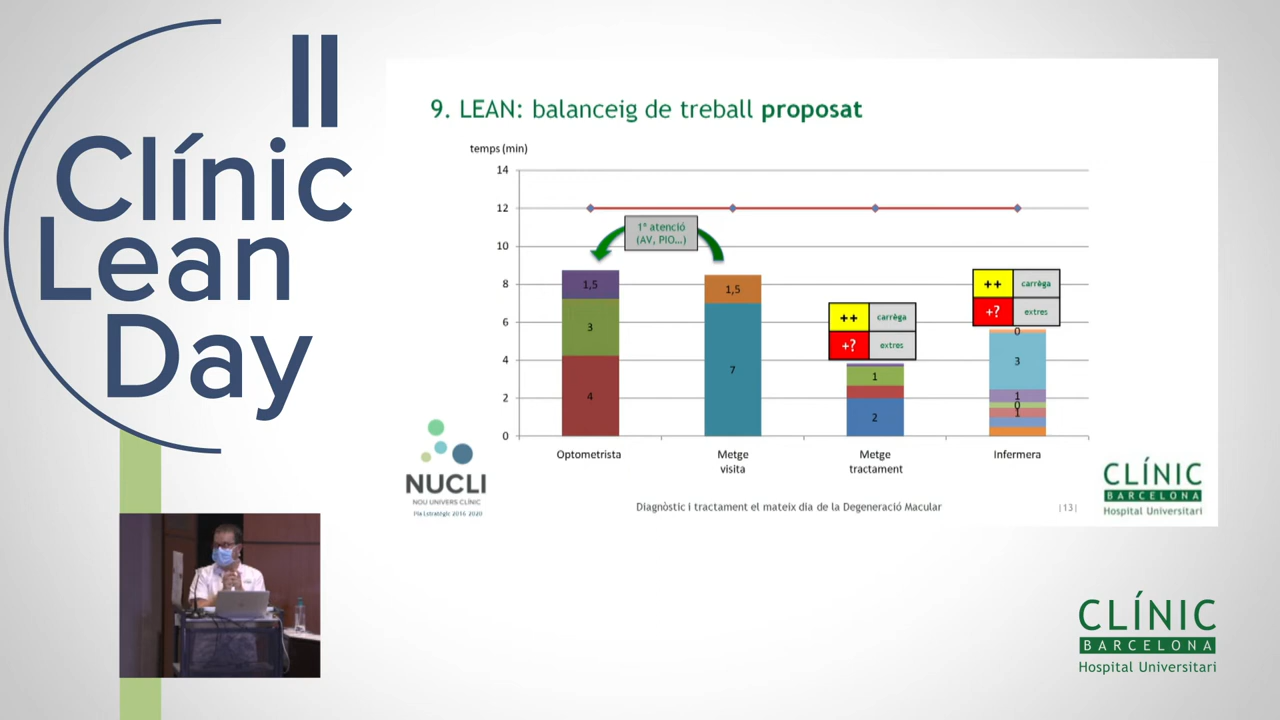 II
Clínic
Lean
Day
9. LEAN: balanceig de treball proposat
temps (min)
14
12
10
8
6
4
2
0
1ª atenció
(AV, PIO...)
1,5
3
4
1,5
7
++ carrèga
+? extres
1
2
++ carrèga
+? extres
0
3
1
0
1
Optometrista
Metge
visita
Metge
tractament
Infermera
NUCLI
NOU UNIVERS CLÍNIC
Pla Estratègic 2016-2020
Diagnòstic i tractament el mateix dia de la Degeneració Macular
|13|
CLÍNIC
BARCELONA
Hospital Universitari
CLÍNIC
BARCELONA
Hospital Universitari